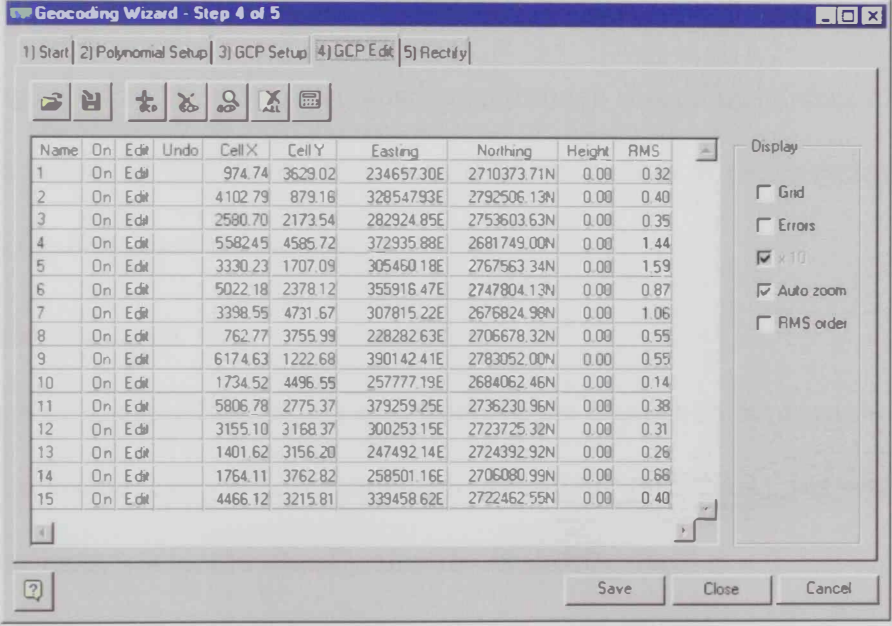 Geocoding Wizard - Step 4 of 5
1) Start 2) Polynomial Setup 3) GCP Setup 4) GCP Edit 5) Rectify
Name On Edit Undo Cell X Cell Y Easting Northing Height RMS
1 On Edit 974.74 3629.02 234657.30E 2710373.71N 0.00 0.32
2 On Edit 4102.79 879.16 328547.93E 2792506.13N 0.00 0.40
3 On Edit 2580.70 2173.54 282924.85E 2753603.63N 0.00 0.35
4 On Edit 5582.45 4585.72 372935.88E 2681749.00N 0.00 1.44
5 On Edit 3330.23 1707.09 305460.18E 2767563.34N 0.00 1.59
6 On Edit 5022.18 2378.12 355916.47E 2747804.13N 0.00 0.87
7 On Edit 3398.55 4731.67 307815.22E 2676824.98N 0.00 1.06
8 On Edit 762.77 3755.99 228282.63E 2706678.32N 0.00 0.55
9 On Edit 6174.63 1222.68 390142.41E 2783052.00N 0.00 0.55
10 On Edit 1734.52 4496.55 257777.19E 2684062.46N 0.00 0.14
11 On Edit 5806.78 2775.37 379259.25E 2736230.96N 0.00 0.38
12 On Edit 3155.10 3168.37 300253.15E 2723725.32N 0.00 0.31
13 On Edit 1401.62 3156.20 247492.14E 2724392.92N 0.00 0.26
14 On Edit 1764.11 3762.82 258501.16E 2706080.99N 0.00 0.68
15 On Edit 4466.12 3215.81 339458.62E 2722462.55N 0.00 0.40
Display
Grid
Errors
x 10
Auto zoom
RMS order
Save Close Cancel